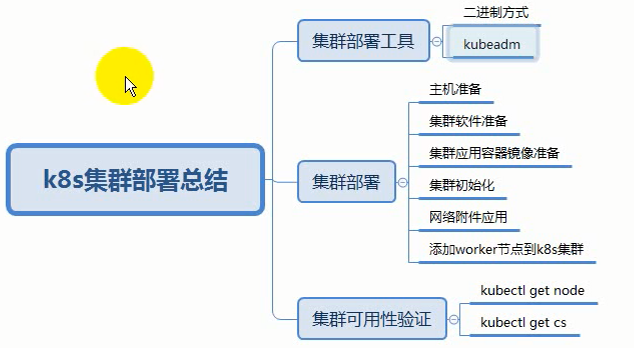 k8s集群部署总结
集群部署工具
二进制方式
kubeadm
集群部署
主机准备
集群软件准备
集群应用容器镜像准备
集群初始化
网络附件应用
添加worker节点到k8s集群
集群可用性验证
kubectl get node
kubectl get cs